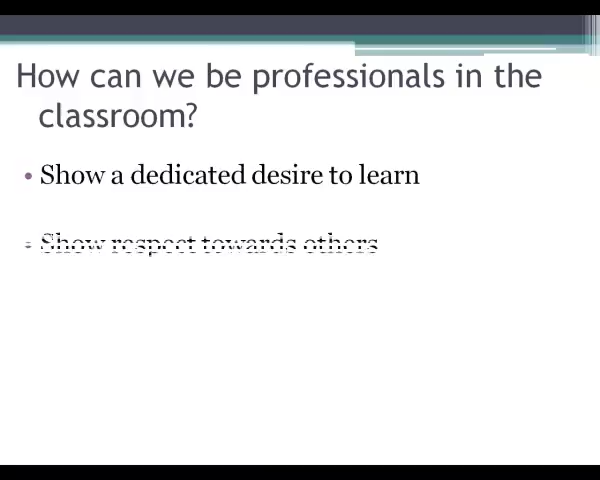 How can we be professionals in the
classroom?
• Show a dedicated desire to learn
• Show respect towards others